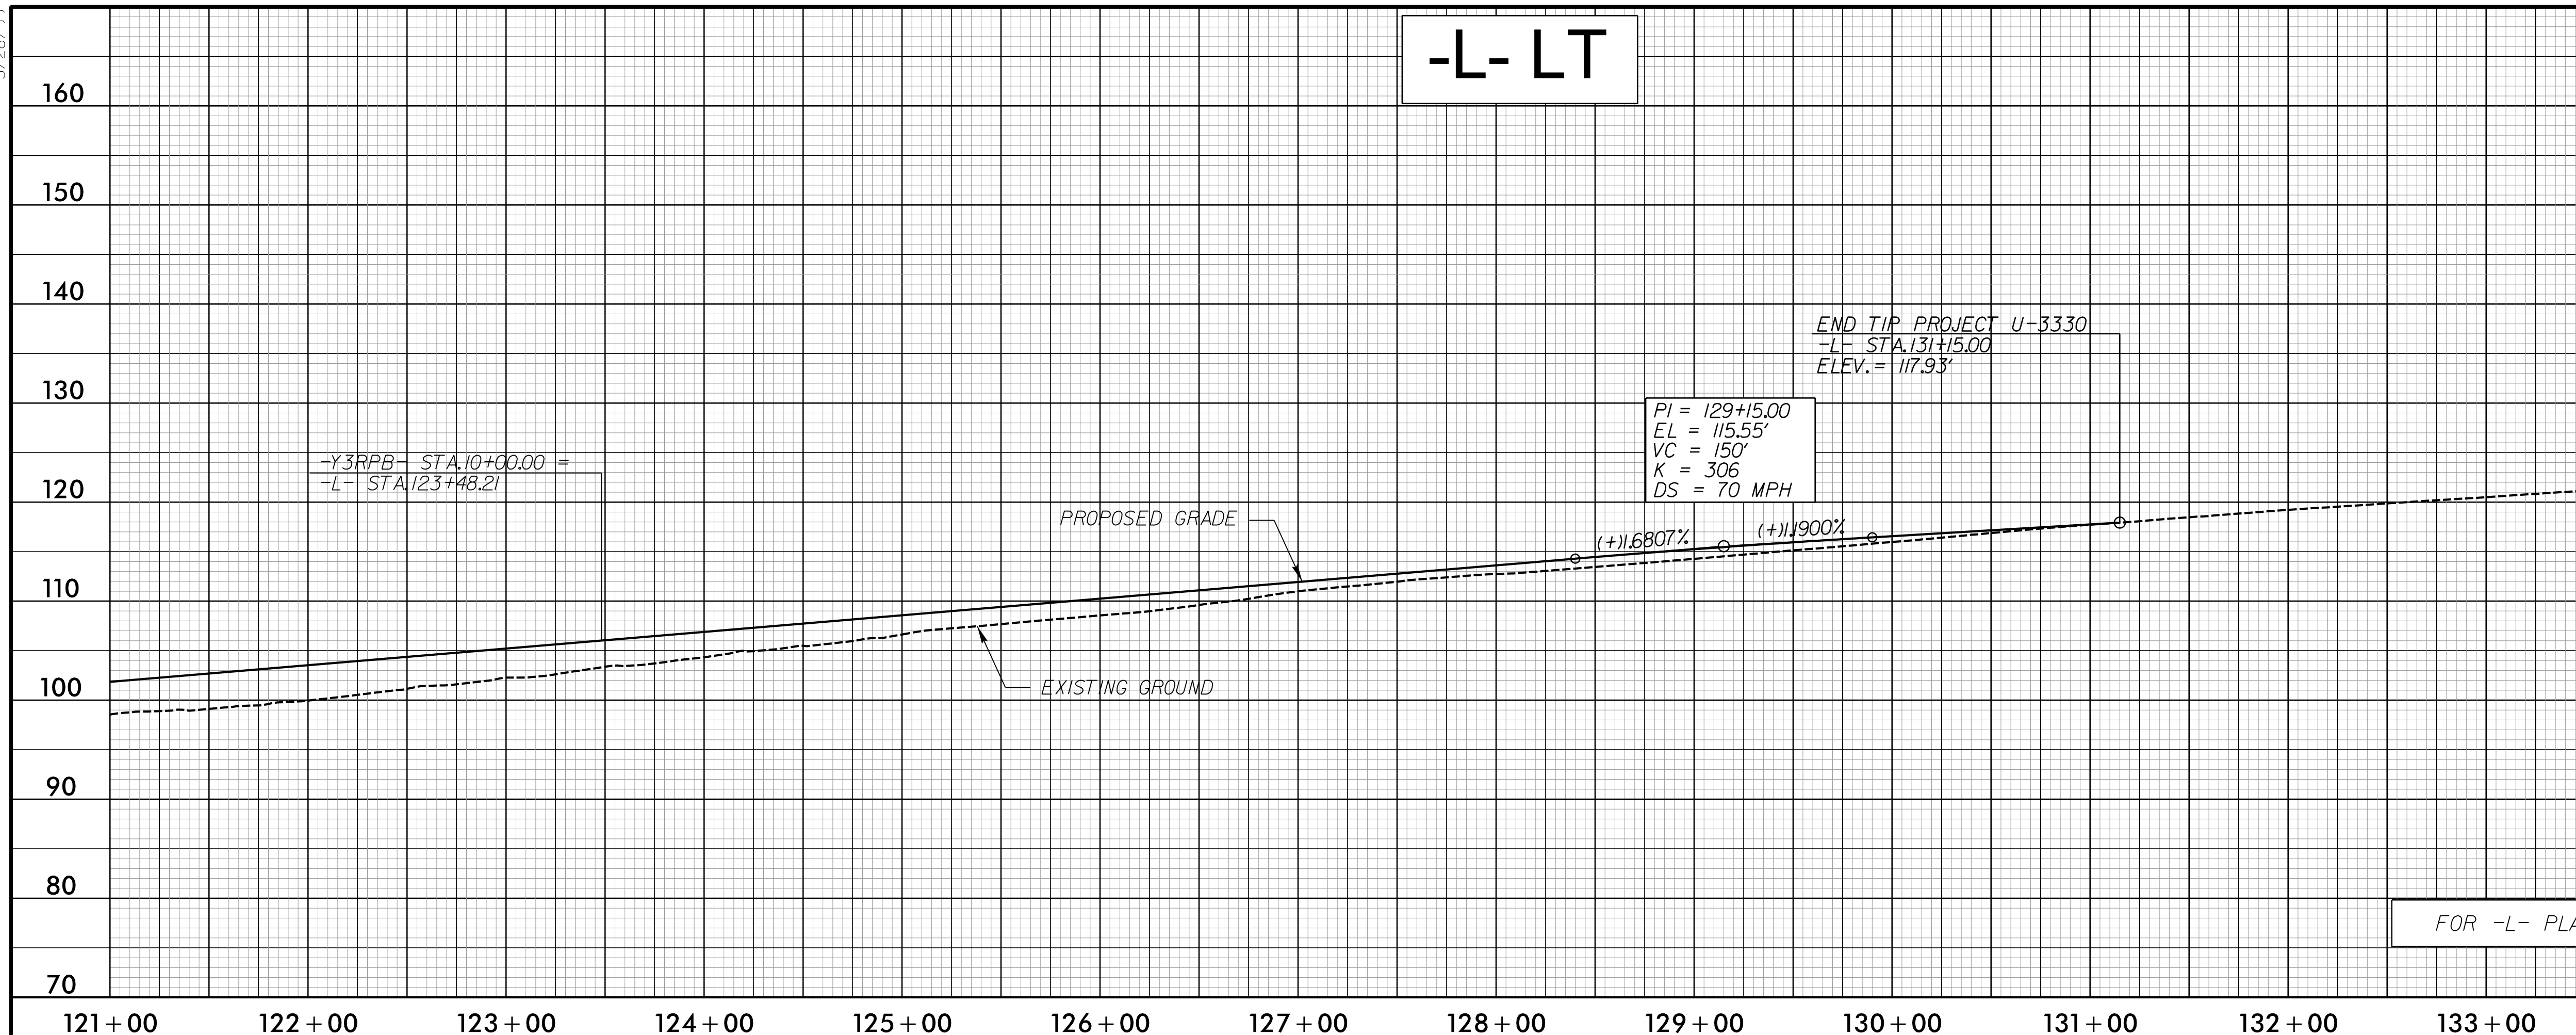 -L- LT
160
150
140
130
120
110
100
90
80
70
END TIP PROJECT U-3330
-L- STA.131+15.00
ELEV.= 117.93'
PI = 129+15.00
EL = 115.55'
VC = 150'
K = 306
DS = 70 MPH
-Y3RPB- STA.10+00.00 =
-L- STA.123+48.21
PROPOSED GRADE
(+)1.6807%
(+)1.1900%
EXISTING GROUND
FOR -L-
121+00 122+00 123+00 124+00 125+00 126+00 127+00 128+00 129+00 130+00 131+00 132+00 133+00